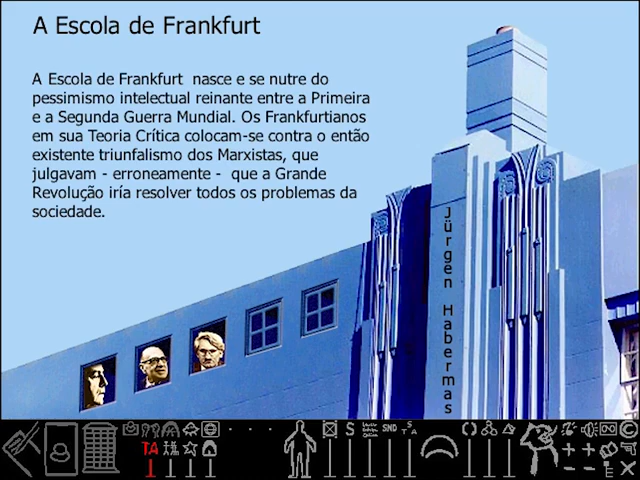 A Escola de Frankfurt
A Escola de Frankfurt nasce e se nutre do
pessimismo intelectual reinante entre a Primeira
e a Segunda Guerra Mundial. Os Frankfurtianos
em sua Teoria Crítica colocam-se contra o então
existente triunfalismo dos Marxistas, que
julgavam - erroneamente - que a Grande
Revolução iría resolver todos os problemas da
sociedade.
Jürgen Habermas
S
SND
TA
E